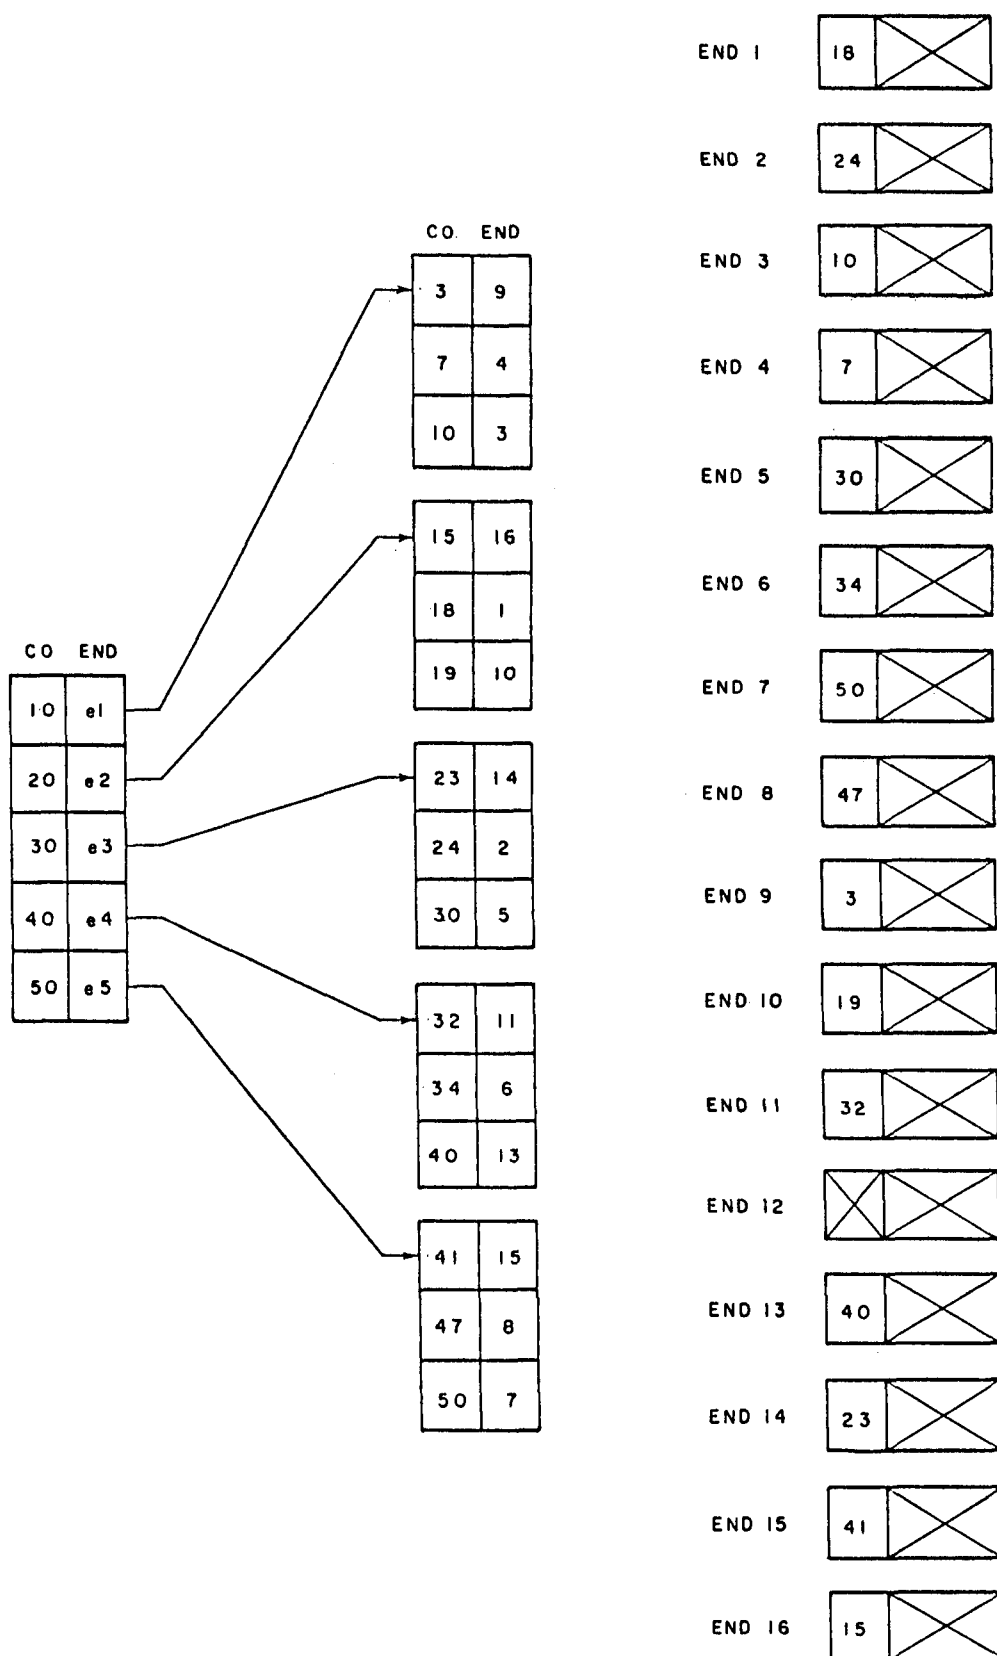 CO END
10 e1
20 e2
30 e3
40 e4
50 e5
CO. END
3 9
7 4
10 3
15 16
18 1
19 10
23 14
24 2
30 5
32 11
34 6
40 13
41 15
47 8
50 7
END 1 18
END 2 24
END 3 10
END 4 7
END 5 30
END 6 34
END 7 50
END 8 47
END 9 3
END 10 19
END 11 32
END 12
END 13 40
END 14 23
END 15 41
END 16 15